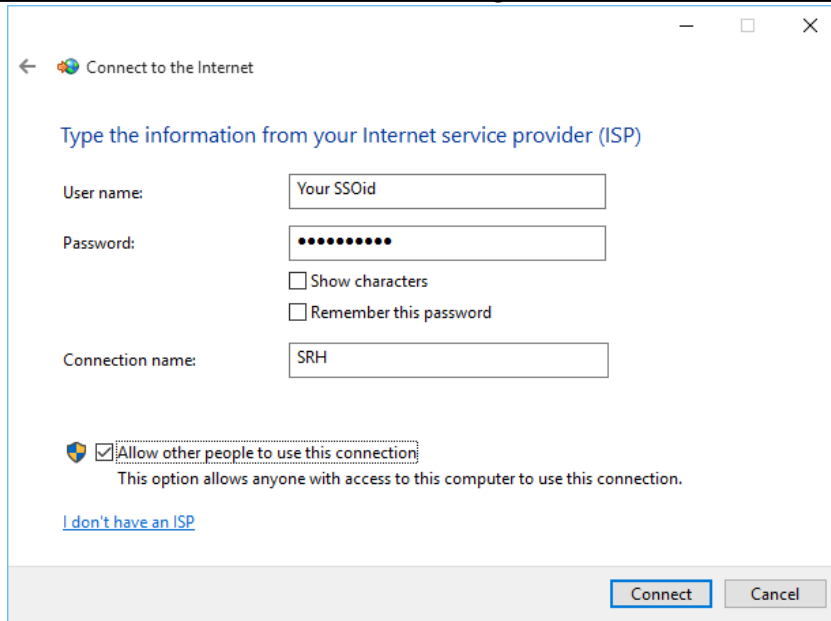 Connect to the Internet
Type the information from your Internet service provider (ISP)
User name: Your SSOid
Password: ••••••••••
Show characters
Remember this password
Connection name: SRH
Allow other people to use this connection
This option allows anyone with access to this computer to use this connection.
I don't have an ISP
Connect Cancel